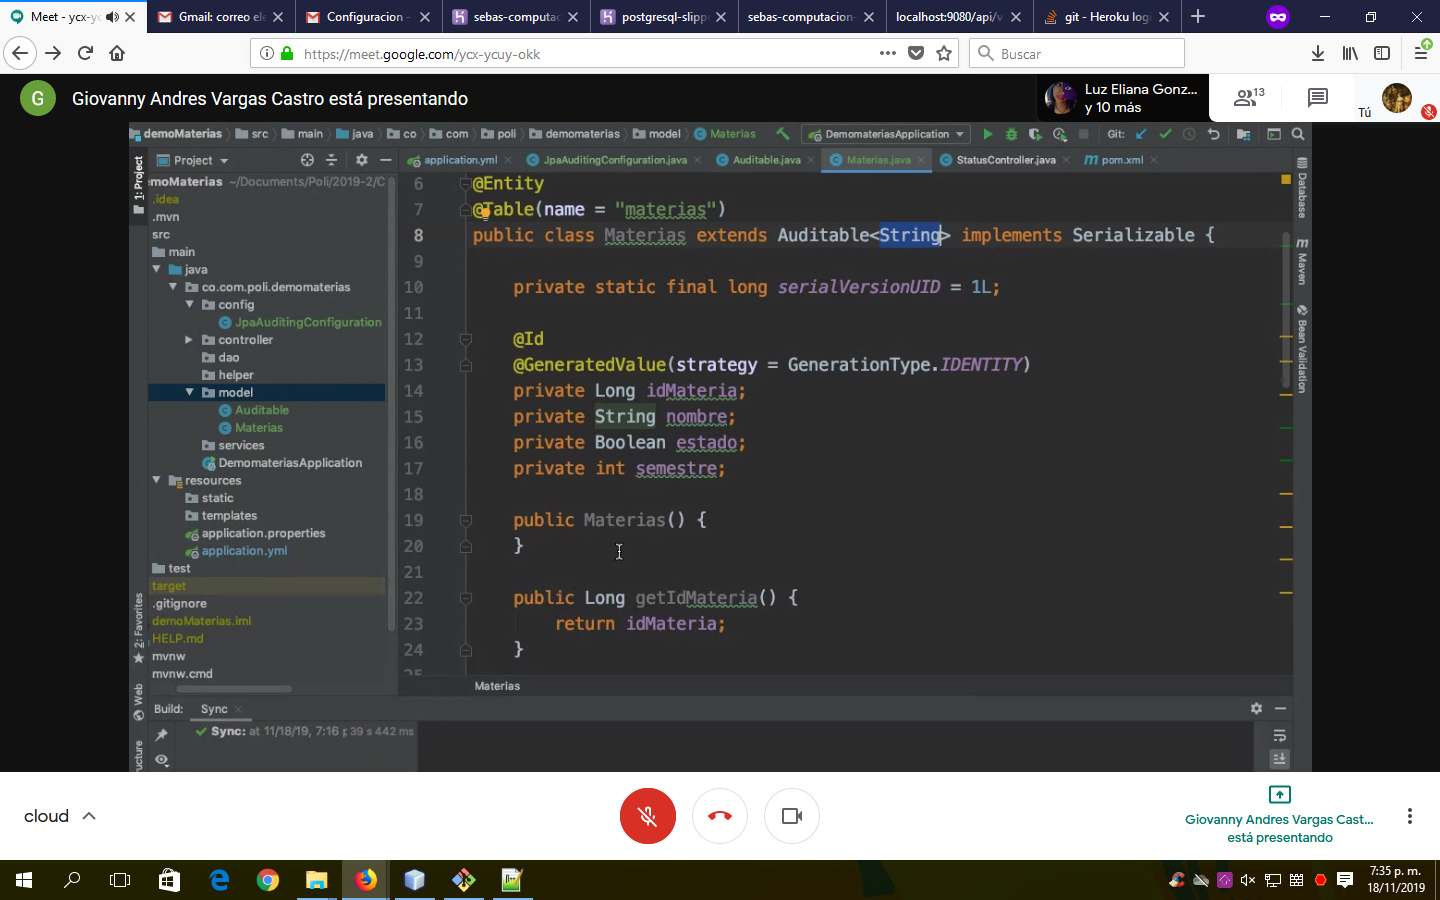 Meet - ycx-y
Gmail: correo ele
Configuracion -
sebas-computac
postgresql-slipp
sebas-computacion-
localhost:9080/api/v
git - Heroku logi
https://meet.google.com/ycx-ycuy-okk
Buscar
G
Giovanny Andres Vargas Castro está presentando
Luz Eliana Gonz...
y 10 más
13
Tú
demoMaterias
src
main
java
co
com
poli
demomaterias
model
Materias
DemomateriasApplication
Git:
1: Project
Project
application.yml
JpaAuditingConfiguration.java
Auditable.java
Materias.java
StatusController.java
pom.xml
Database
Maven
Bean Validation
emoMaterias ~/Documents/Poli/2019-2/C
.idea
.mvn
src
main
java
co.com.poli.demomaterias
config
JpaAuditingConfiguration
controller
dao
helper
model
Auditable
Materias
services
DemomateriasApplication
resources
static
templates
application.properties
application.yml
test
target
.gitignore
demoMaterias.iml
HELP.md
mvnw
mvnw.cmd
2: Favorites
Web
ucture
6 @Entity
7 @Table(name = "materias")
8 public class Materias extends Auditable<String> implements Serializable {
9
10 private static final long serialVersionUID = 1L;
11
12 @Id
13 @GeneratedValue(strategy = GenerationType.IDENTITY)
14 private Long idMateria;
15 private String nombre;
16 private Boolean estado;
17 private int semestre;
18
19 public Materias() {
20 }
21
22 public Long getIdMateria() {
23 return idMateria;
24 }
25
Materias
Build:
Sync
Sync: at 11/18/19, 7:16 p 39 s 442 ms
cloud
Giovanny Andres Vargas Cast...
está presentando
7:35 p. m.
18/11/2019